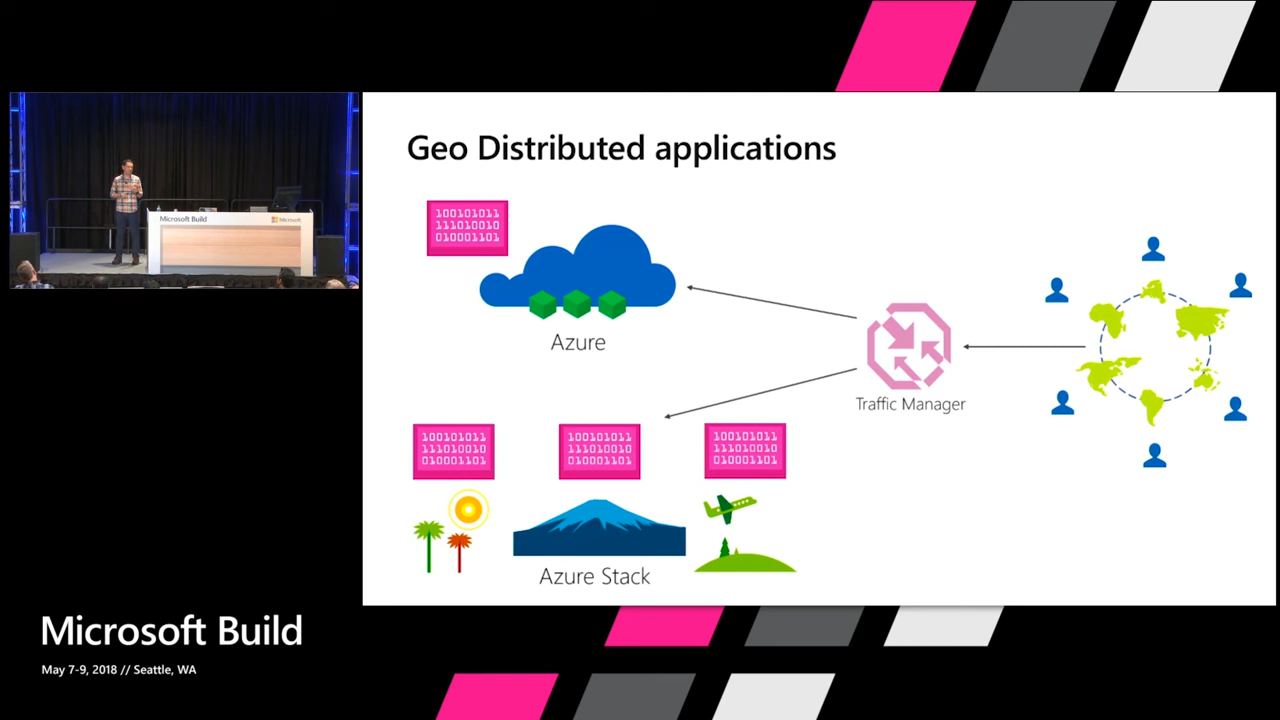 Microsoft Build
Microsoft
Geo Distributed applications
100101011
111010010
010001101
Azure
Traffic Manager
100101011
111010010
010001101
100101011
111010010
010001101
100101011
111010010
010001101
Azure Stack
Microsoft Build
May 7-9, 2018 // Seattle, WA